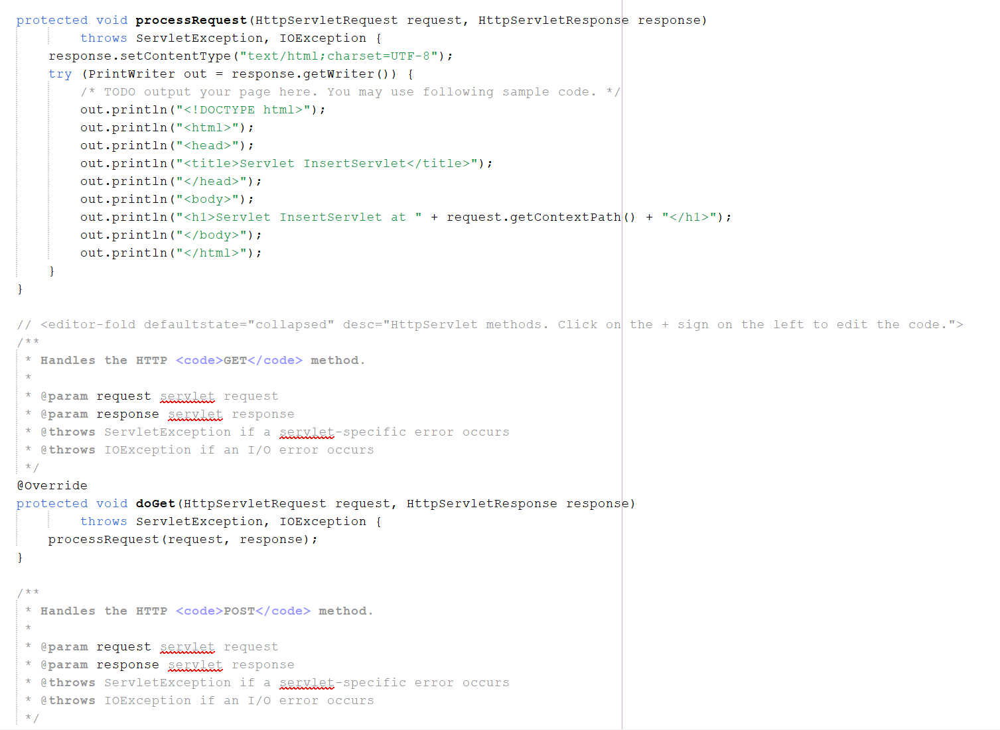 protected void processRequest(HttpServletRequest request, HttpServletResponse response)
        throws ServletException, IOException {
    response.setContentType("text/html;charset=UTF-8");
    try (PrintWriter out = response.getWriter()) {
        /* TODO output your page here. You may use following sample code. */
        out.println("<!DOCTYPE html>");
        out.println("<html>");
        out.println("<head>");
        out.println("<title>Servlet InsertServlet</title>");
        out.println("</head>");
        out.println("<body>");
        out.println("<h1>Servlet InsertServlet at " + request.getContextPath() + "</h1>");
        out.println("</body>");
        out.println("</html>");
    }
}

// <editor-fold defaultstate="collapsed" desc="HttpServlet methods. Click on the + sign on the left to edit the code.">
/**
 * Handles the HTTP <code>GET</code> method.
 *
 * @param request servlet request
 * @param response servlet response
 * @throws ServletException if a servlet-specific error occurs
 * @throws IOException if an I/O error occurs
 */
@Override
protected void doGet(HttpServletRequest request, HttpServletResponse response)
        throws ServletException, IOException {
    processRequest(request, response);
}

/**
 * Handles the HTTP <code>POST</code> method.
 *
 * @param request servlet request
 * @param response servlet response
 * @throws ServletException if a servlet-specific error occurs
 * @throws IOException if an I/O error occurs
 */